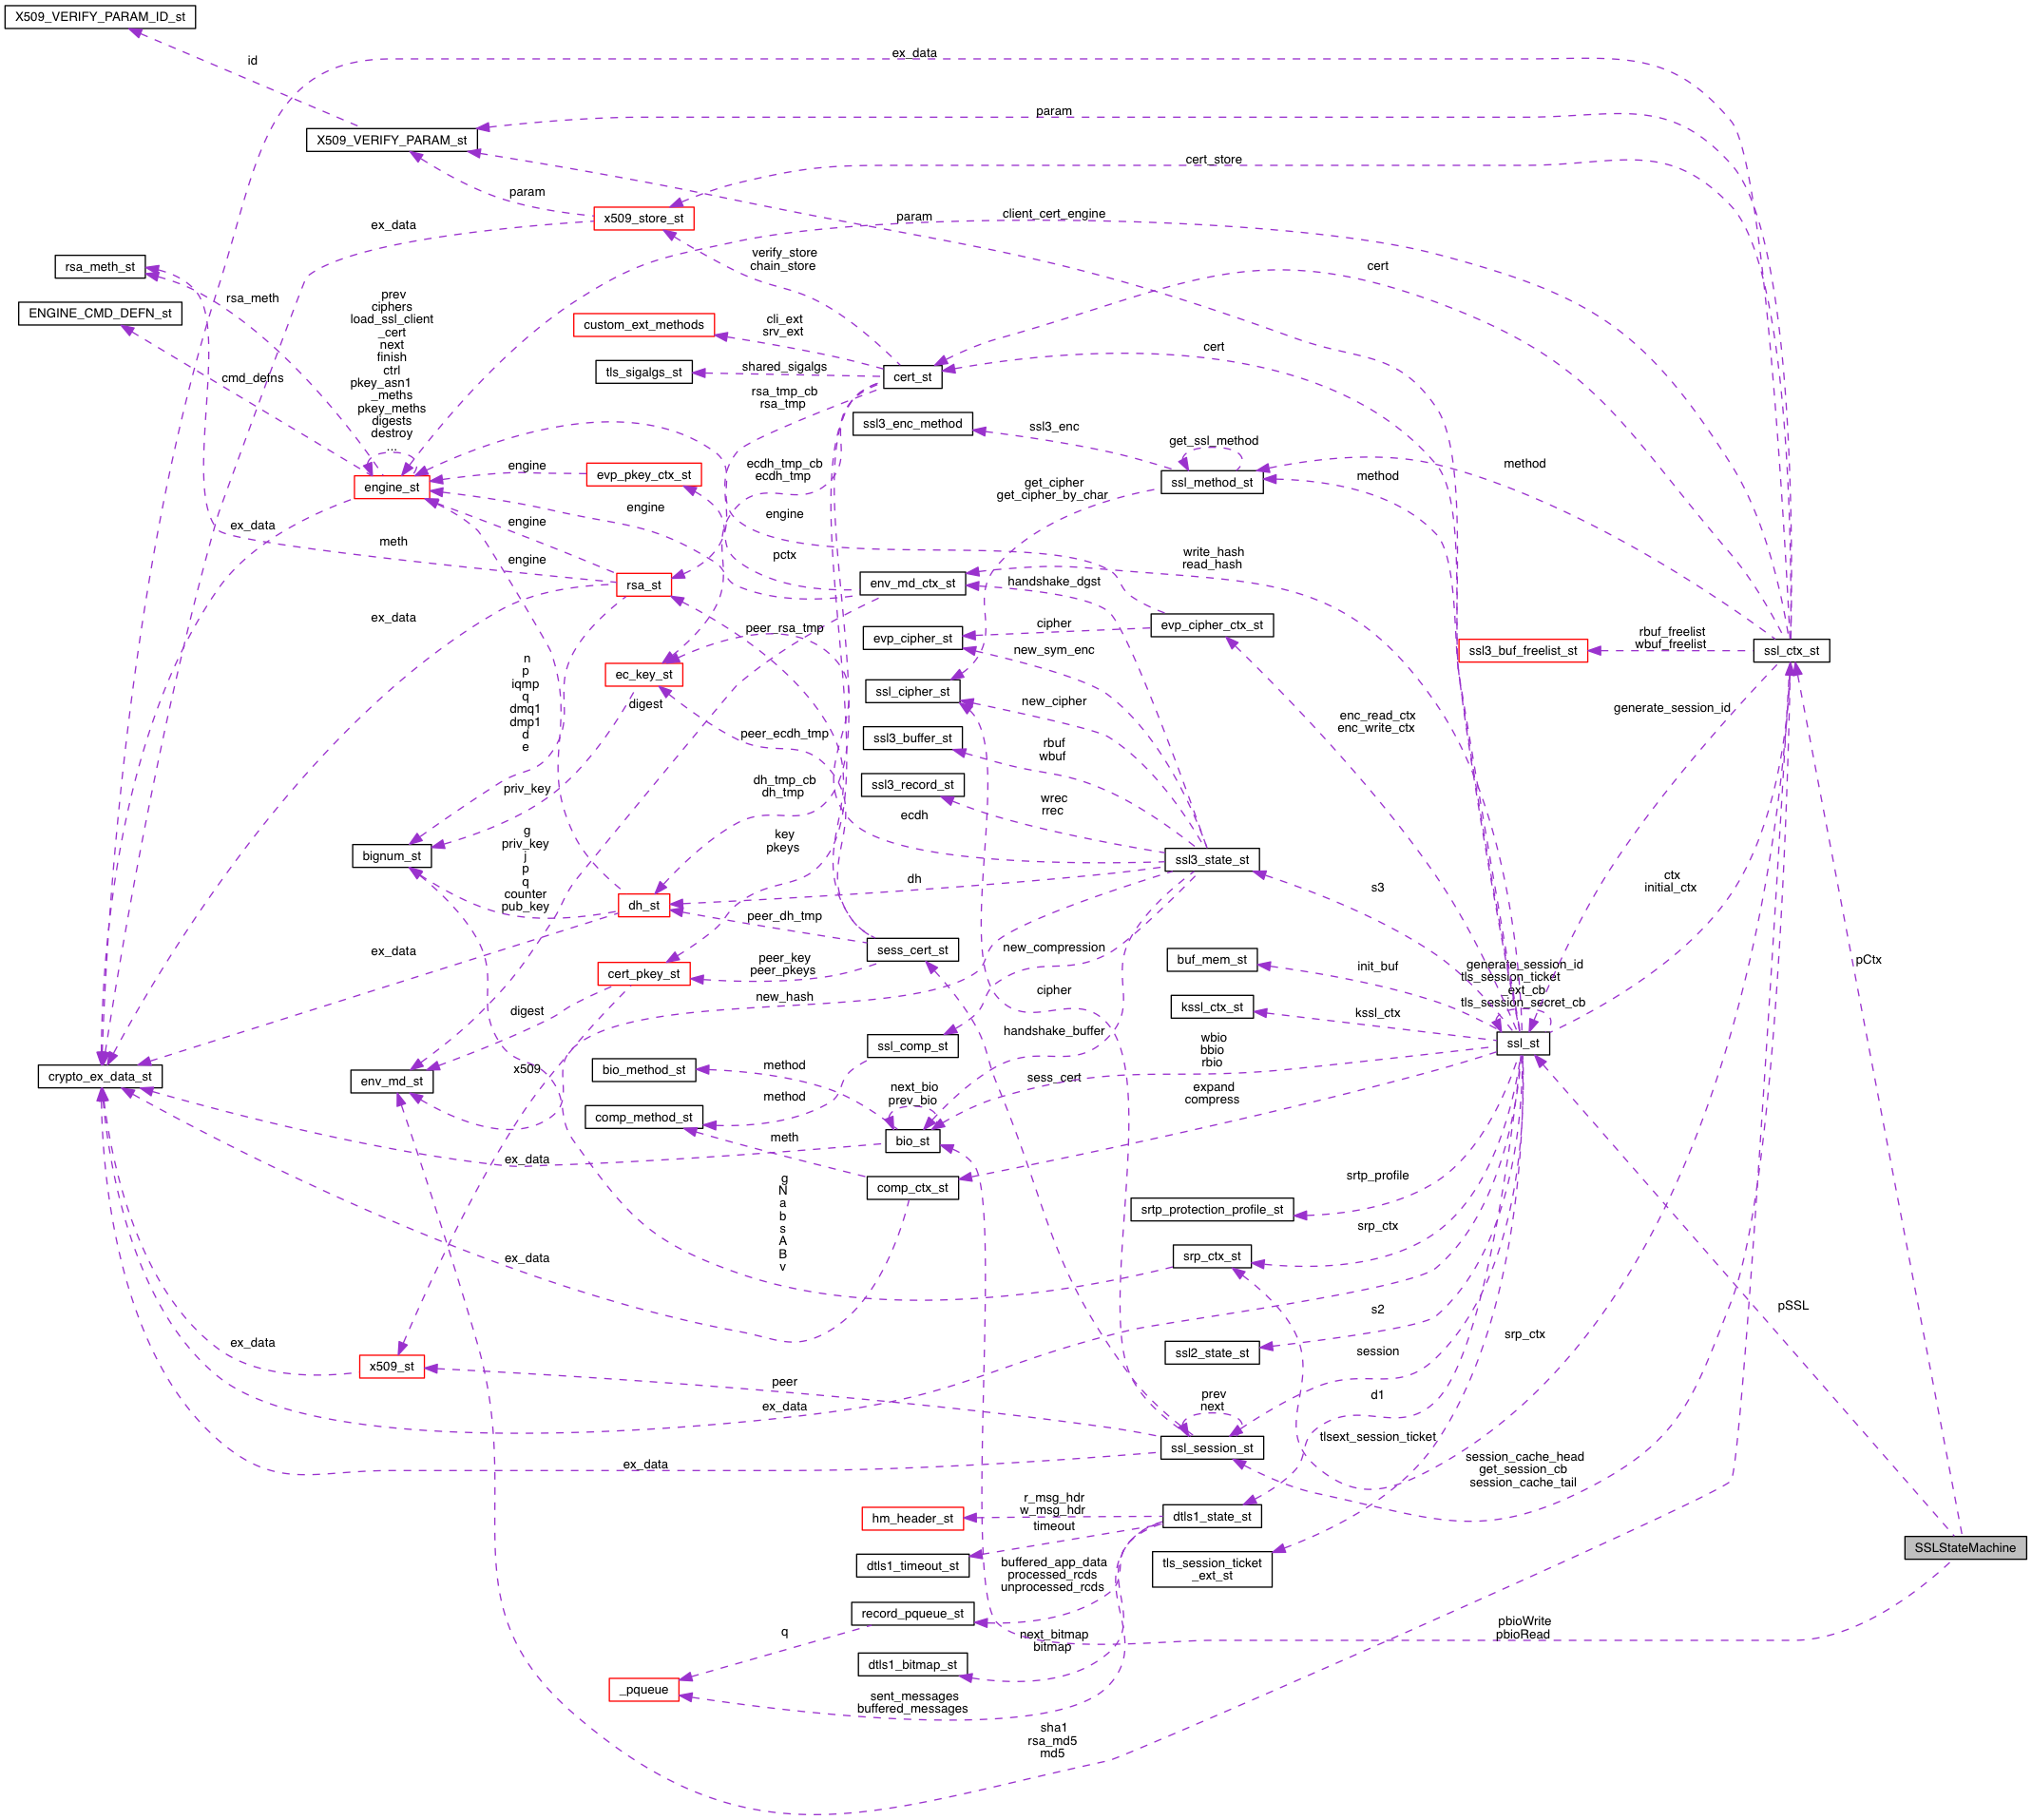 X509_VERIFY_PARAM_ID_st
ex_data
id
param
X509_VERIFY_PARAM_st
cert_store
param
x509_store_st
param
client_cert_engine
ex_data
verify_store
chain_store
cert
rsa_meth_st
rsa_meth
ENGINE_CMD_DEFN_st
prev
ciphers
load_ssl_client
_cert
next
finish
ctrl
pkey_asn1
_meths
pkey_meths
digests
destroy
...
custom_ext_methods
cli_ext
srv_ext
cert
cmd_defns
tls_sigalgs_st
shared_sigalgs
cert_st
rsa_tmp_cb
rsa_tmp
ssl3_enc_method
ssl3_enc
get_ssl_method
engine_st
engine
evp_pkey_ctx_st
ecdh_tmp_cb
ecdh_tmp
get_cipher
get_cipher_by_char
ssl_method_st
method
method
engine
engine
ex_data
engine
meth
pctx
write_hash
read_hash
engine
rsa_st
env_md_ctx_st
handshake_dgst
ex_data
peer_rsa_tmp
evp_cipher_st
cipher
evp_cipher_ctx_st
rbuf_freelist
wbuf_freelist
ssl3_buf_freelist_st
ssl_ctx_st
new_sym_enc
n
p
iqmp
q
dmq1
dmp1
d
e
ec_key_st
digest
ssl_cipher_st
new_cipher
generate_session_id
enc_read_ctx
enc_write_ctx
peer_ecdh_tmp
ssl3_buffer_st
rbuf
wbuf
priv_key
dh_tmp_cb
dh_tmp
ssl3_record_st
wrec
rrec
ecdh
g
priv_key
j
p
q
counter
pub_key
bignum_st
key
pkeys
ssl3_state_st
dh
s3
ctx
initial_ctx
dh_st
peer_dh_tmp
ex_data
sess_cert_st
new_compression
buf_mem_st
init_buf
generate_session_id
tls_session_ticket
_ext_cb
tls_session_secret_cb
pCtx
cert_pkey_st
peer_key
peer_pkeys
new_hash
cipher
kssl_ctx_st
kssl_ctx
digest
handshake_buffer
ssl_comp_st
wbio
bbio
rbio
ssl_st
crypto_ex_data_st
env_md_st
x509
bio_method_st
method
next_bio
prev_bio
sess_cert
expand
compress
comp_method_st
method
meth
bio_st
ex_data
comp_ctx_st
g
N
a
b
s
A
B
v
srtp_profile
srtp_protection_profile_st
srp_ctx
srp_ctx_st
ex_data
pSSL
s2
ex_data
x509_st
ssl2_state_st
session
srp_ctx
peer
prev
next
d1
ex_data
ssl_session_st
tlsext_session_ticket
ex_data
session_cache_head
get_session_cb
session_cache_tail
hm_header_st
r_msg_hdr
w_msg_hdr
dtls1_state_st
timeout
SSLStateMachine
dtls1_timeout_st
buffered_app_data
processed_rcds
unprocessed_rcds
tls_session_ticket
_ext_st
record_pqueue_st
q
next_bitmap
bitmap
pbioWrite
pbioRead
dtls1_bitmap_st
_pqueue
sent_messages
buffered_messages
sha1
rsa_md5
md5